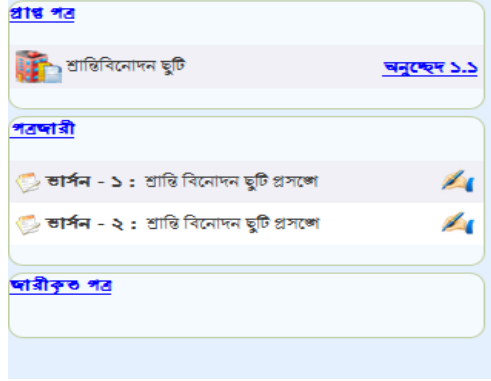 প্রাপ্ত পত্র
শ্রান্তিবিনোদন ছুটি
অনুচ্ছেদ ১.১
পত্রজারী
ভার্সন - ১ : শ্রান্তি বিনোদন ছুটি প্রসঙ্গে
ভার্সন - ২ : শ্রান্তি বিনোদন ছুটি প্রসঙ্গে
জারীকৃত পত্র